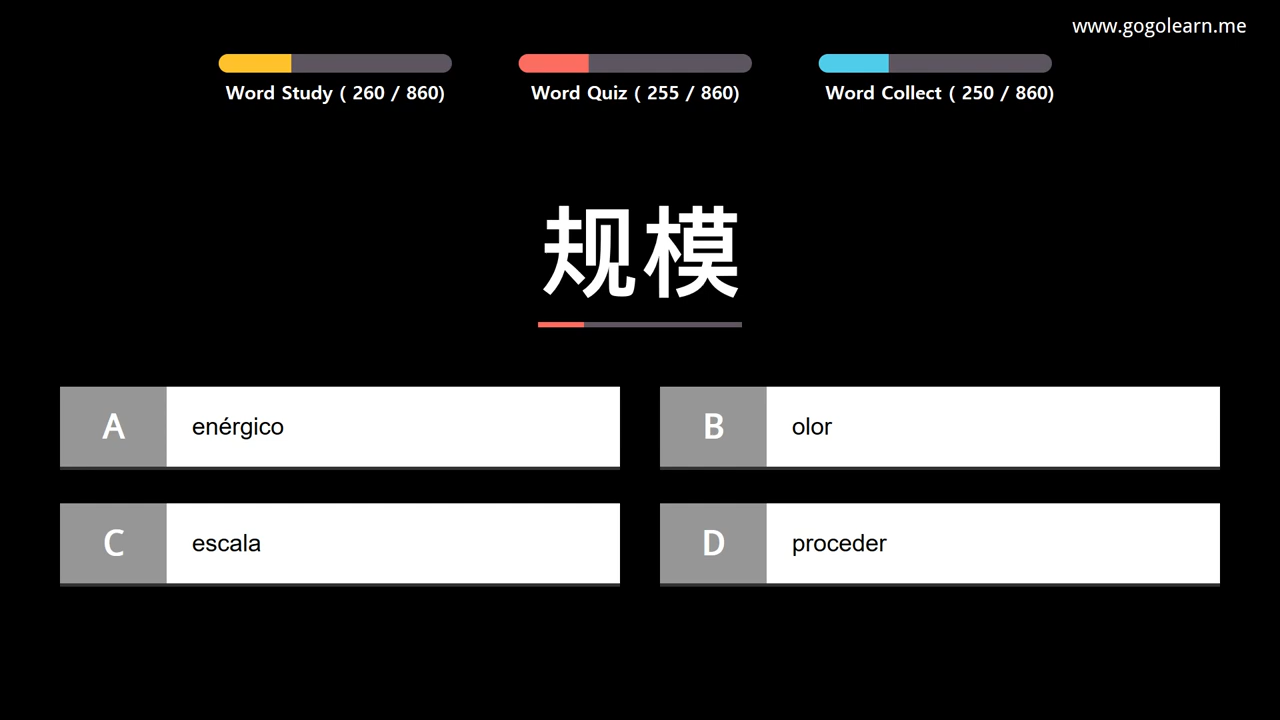 www.gogolearn.me
Word Study ( 260 / 860)
Word Quiz ( 255 / 860)
Word Collect ( 250 / 860)
规模
A enérgico
B olor
C escala
D proceder